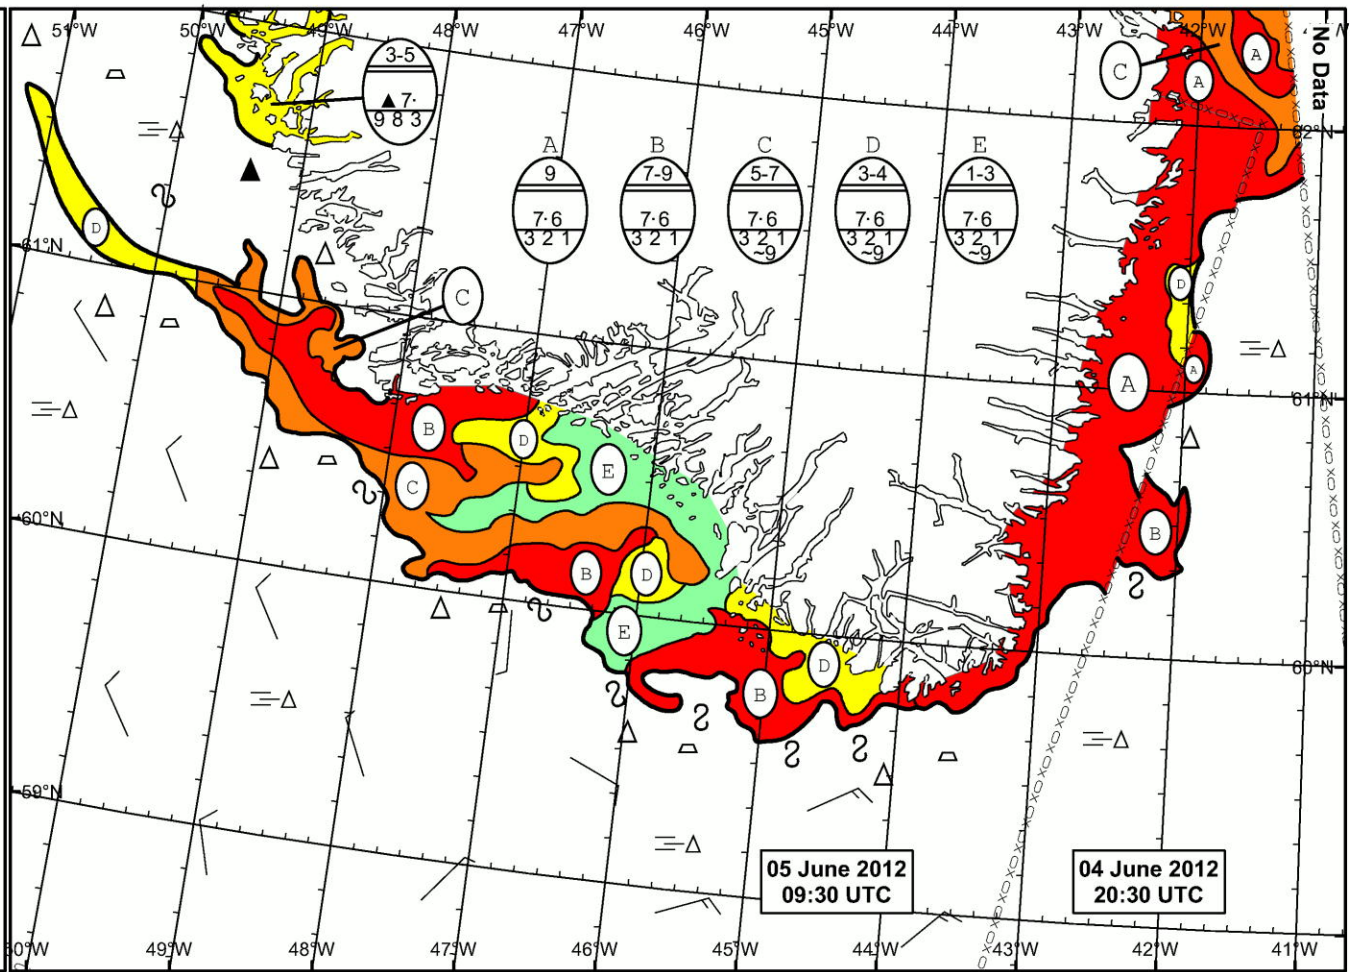 51°W 50°W 49°W 48°W 47°W 46°W 45°W 44°W 43°W 42°W
No Data
3-5
▲ 7·
9 8 3
C
A
A
62°N
A B C D E
9 7-9 5-7 3-4 1-3
7·6 7·6 7·6 7·6 7·6
3 2 1 3 2 1 3 2 1 3 2 1 3 2 1
~9 ~9 ~9
D
61°N
C
D
A
A
61°N
B
D
E
C
60°N
B
B
D
E
D
60°N
B
59°N
05 June 2012
09:30 UTC
04 June 2012
20:30 UTC
50°W 49°W 48°W 47°W 46°W 45°W 44°W 43°W 42°W 41°W